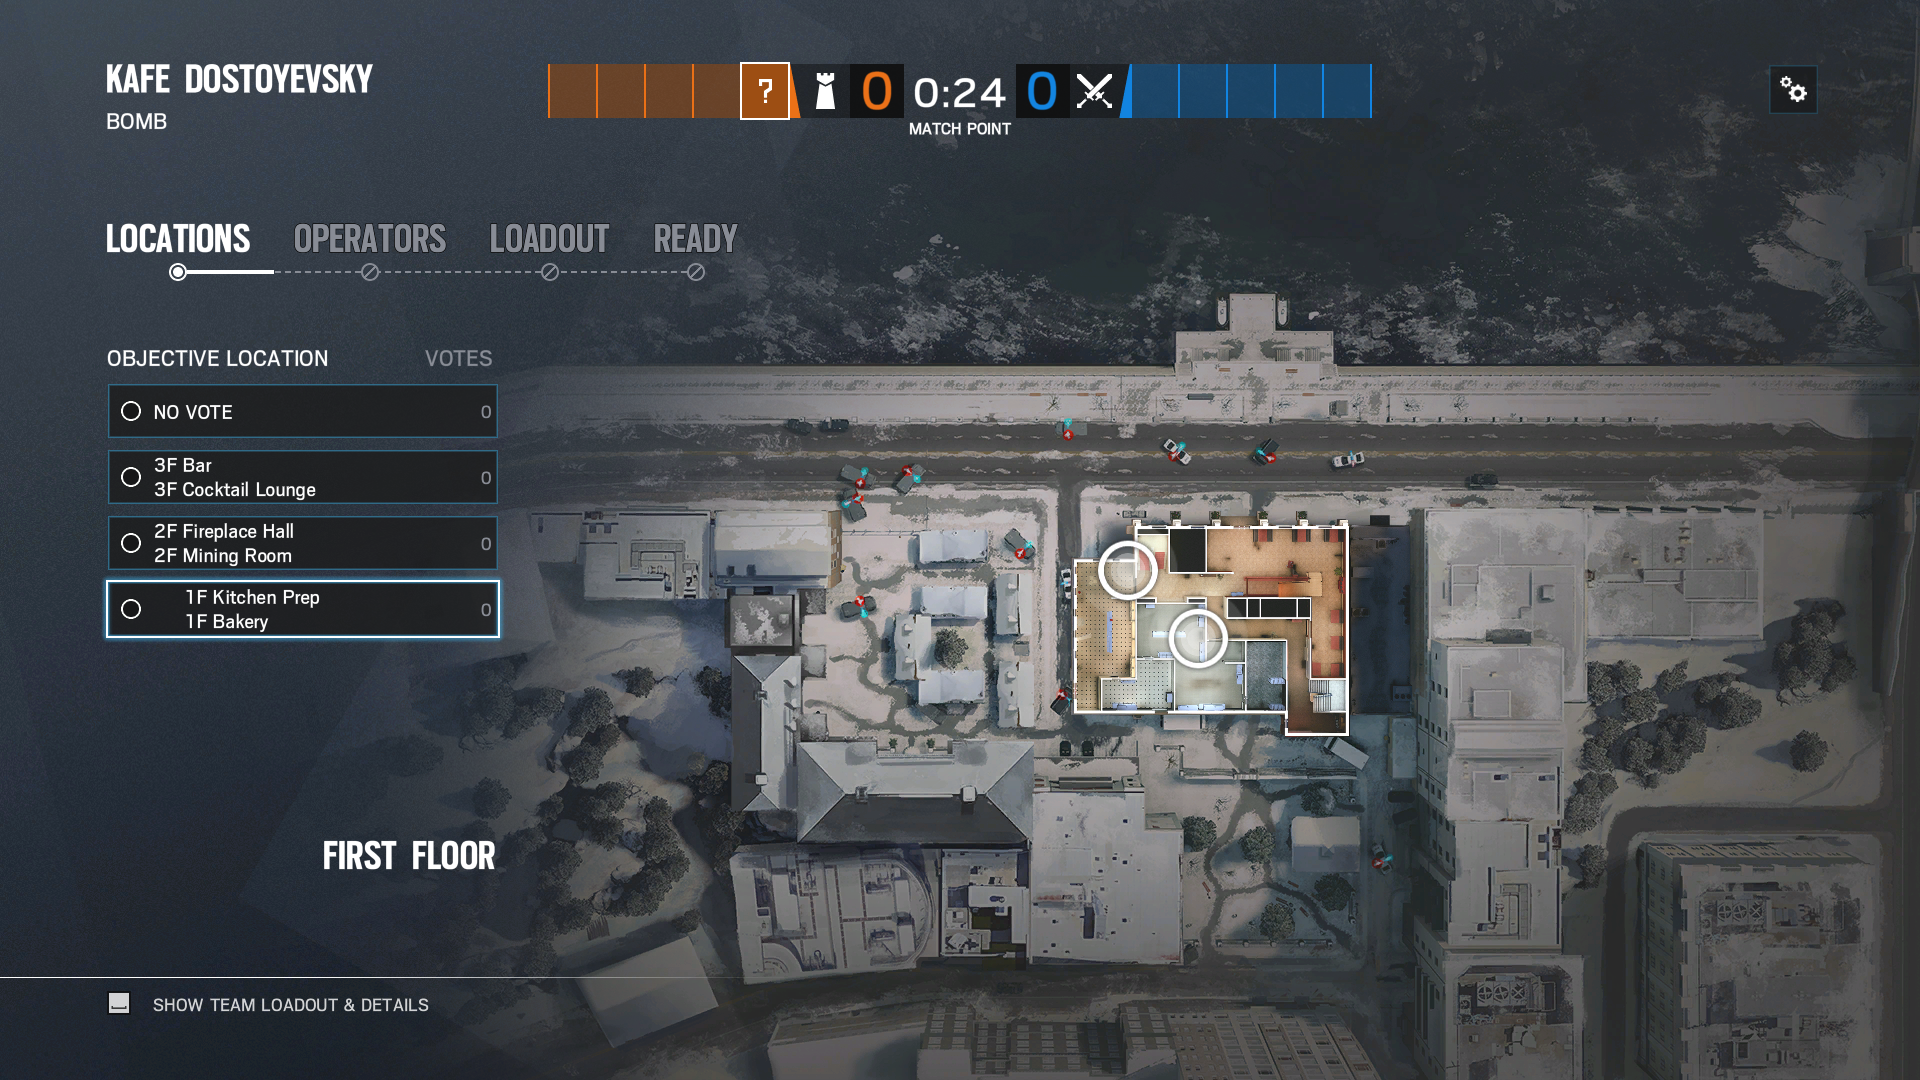 KAFE DOSTOYEVSKY
BOMB
?
0
0:24
0
MATCH POINT
LOCATIONS
OPERATORS
LOADOUT
READY
OBJECTIVE LOCATION
VOTES
NO VOTE
0
3F Bar
3F Cocktail Lounge
0
2F Fireplace Hall
2F Mining Room
0
1F Kitchen Prep
1F Bakery
0
FIRST FLOOR
SHOW TEAM LOADOUT & DETAILS